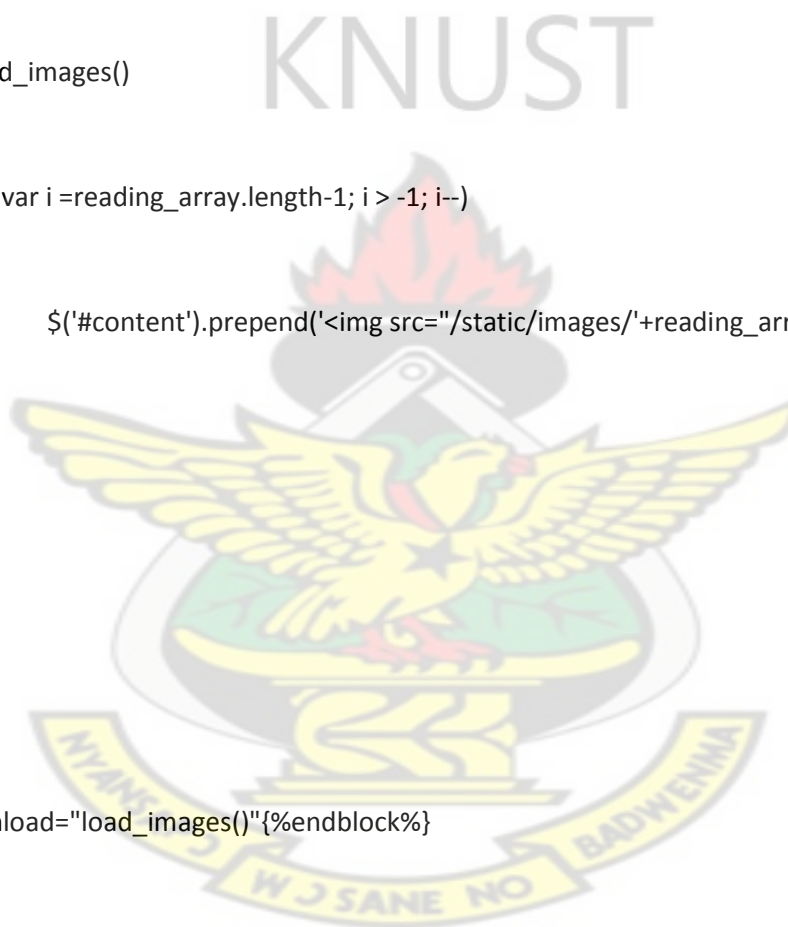 KNUST
d_images()
var i =reading_array.length-1; i > -1; i--)
$('#content').prepend('<img src="/static/images/'+reading_arr
load="load_images()"{%endblock%}
BADWENMA
W Ɔ SANE NO